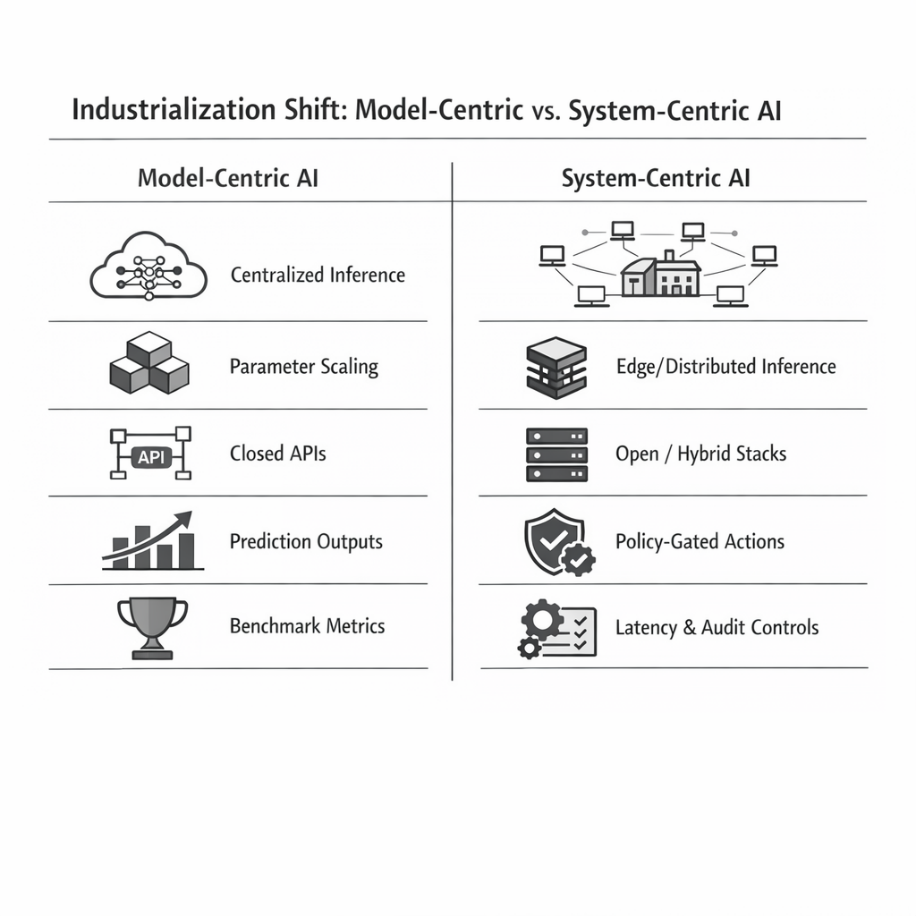 Industrialization Shift: Model-Centric vs. System-Centric AI
Model-Centric AI
System-Centric AI
Centralized Inference
Parameter Scaling
Edge/Distributed Inference
API
Closed APIs
Open / Hybrid Stacks
Prediction Outputs
Policy-Gated Actions
Benchmark Metrics
Latency & Audit Controls